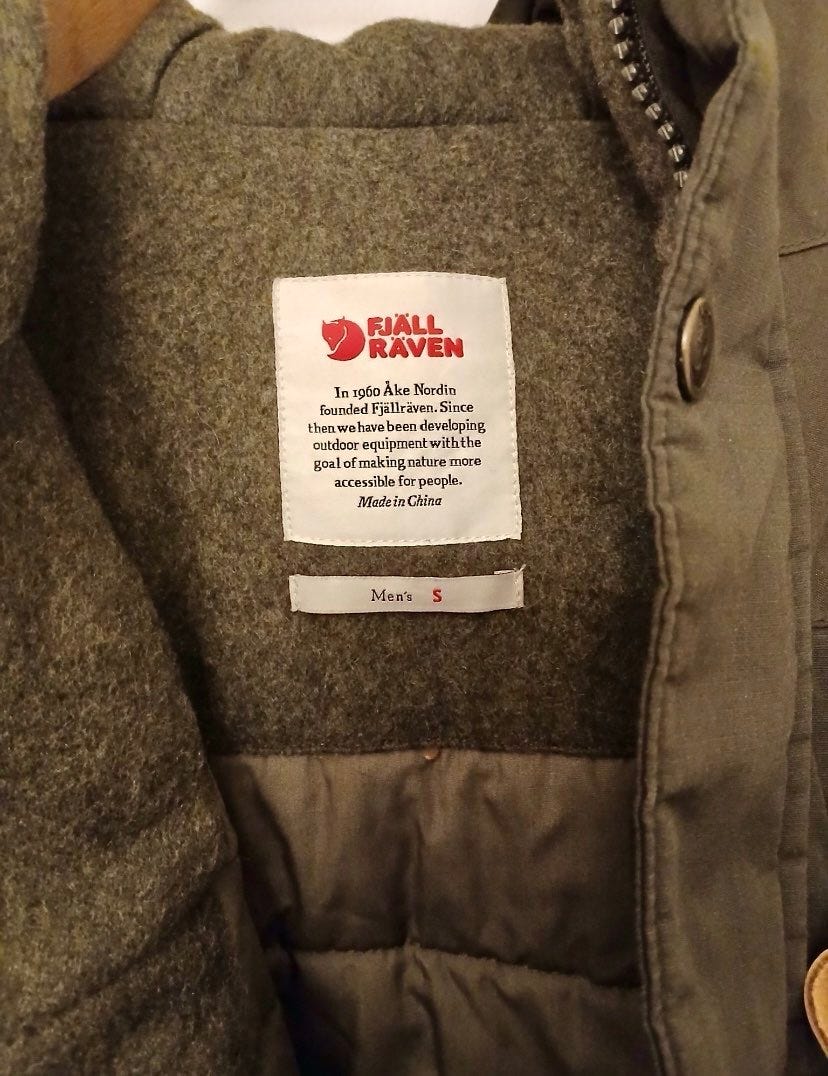 FJÄLL
RÄVEN
In 1960 Åke Nordin
founded Fjällräven. Since
then we have been developing
outdoor equipment with the
goal of making nature more
accessible for people.
Made in China
Men's S